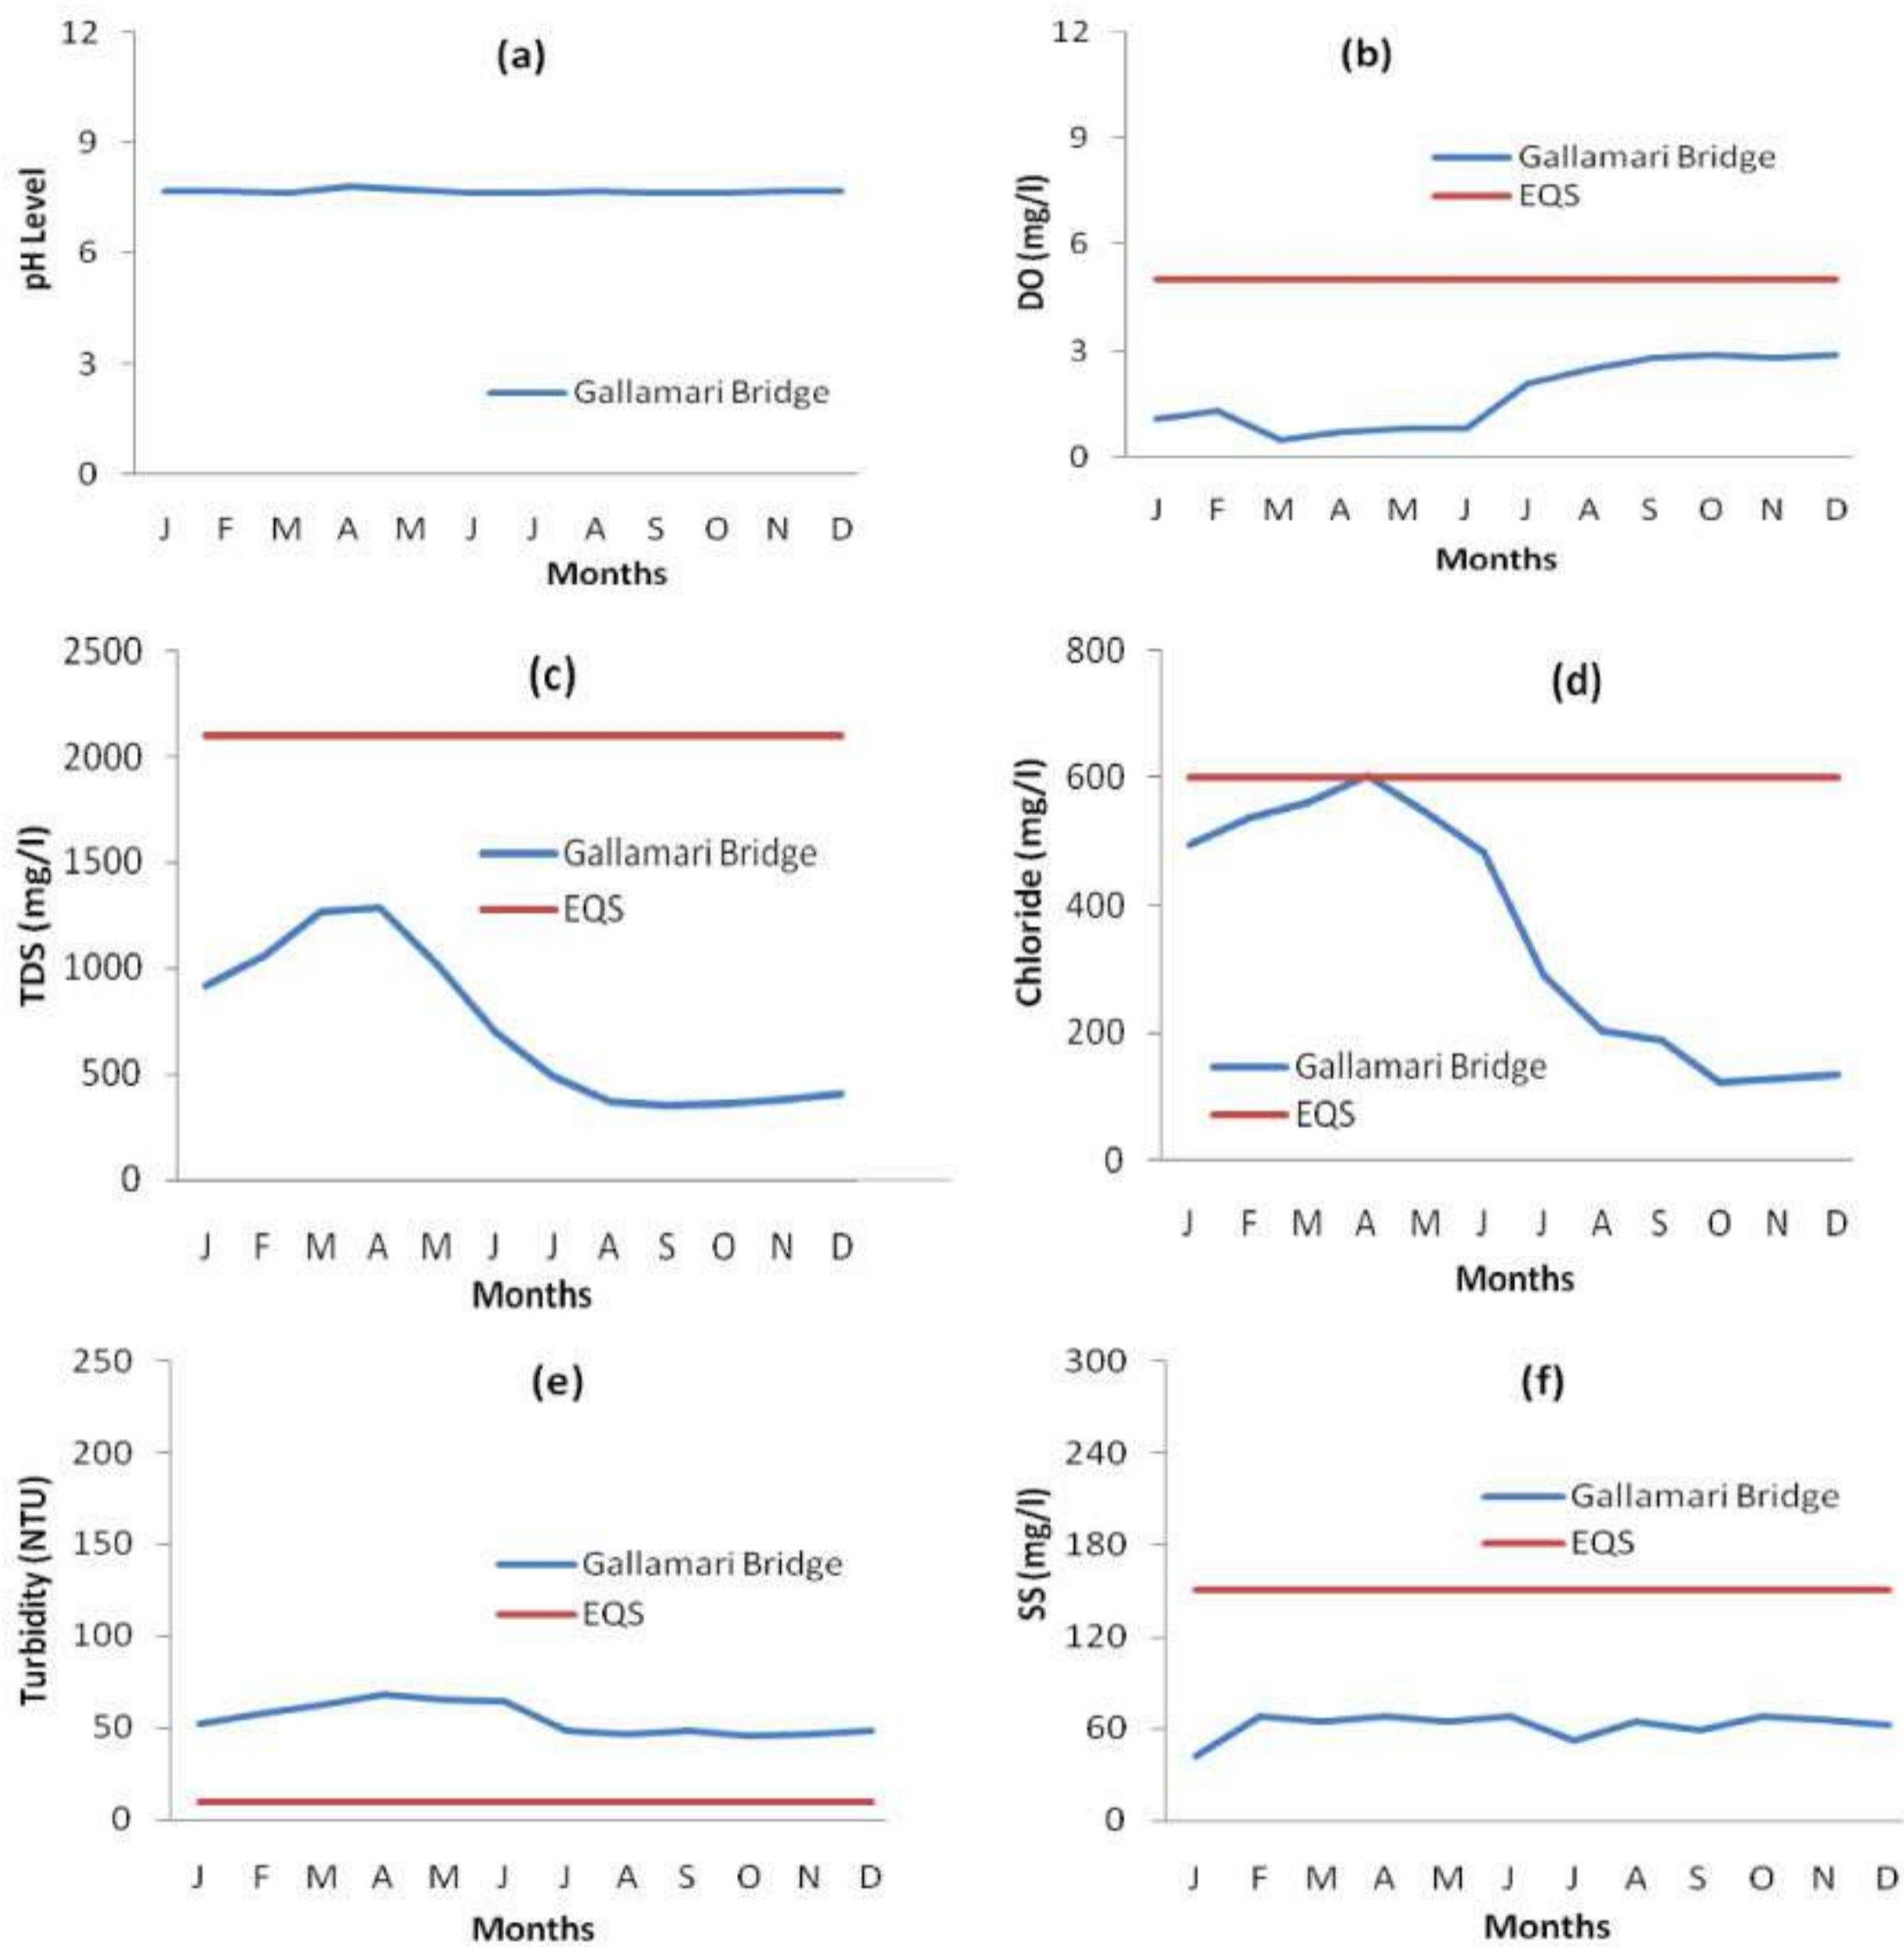 (a)
pH Level
12
9
6
3
0
Gallamari Bridge
J F M A M J J A S O N D
Months
(b)
DO (mg/l)
12
9
6
3
0
Gallamari Bridge
EQS
J F M A M J J A S O N D
Months
(c)
TDS (mg/l)
2500
2000
1500
1000
500
0
Gallamari Bridge
EQS
J F M A M J J A S O N D
Months
(d)
Chloride (mg/l)
800
600
400
200
0
Gallamari Bridge
EQS
J F M A M J J A S O N D
Months
(e)
Turbidity (NTU)
250
200
150
100
50
0
Gallamari Bridge
EQS
J F M A M J J A S O N D
Months
(f)
SS (mg/l)
300
240
180
120
60
0
Gallamari Bridge
EQS
J F M A M J J A S O N D
Months